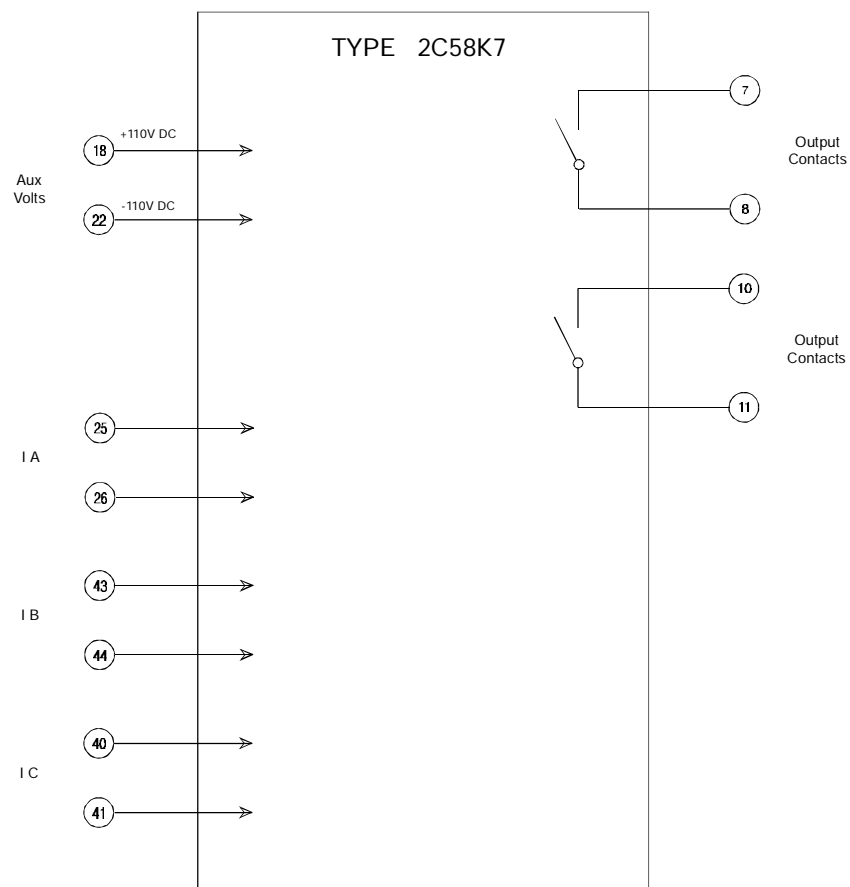 TYPE 2C58K7
7
+110V DC
18
Output
Contacts
Aux
Volts
-110V DC
22
8
10
Output
Contacts
11
25
I A
26
43
I B
44
40
I C
41